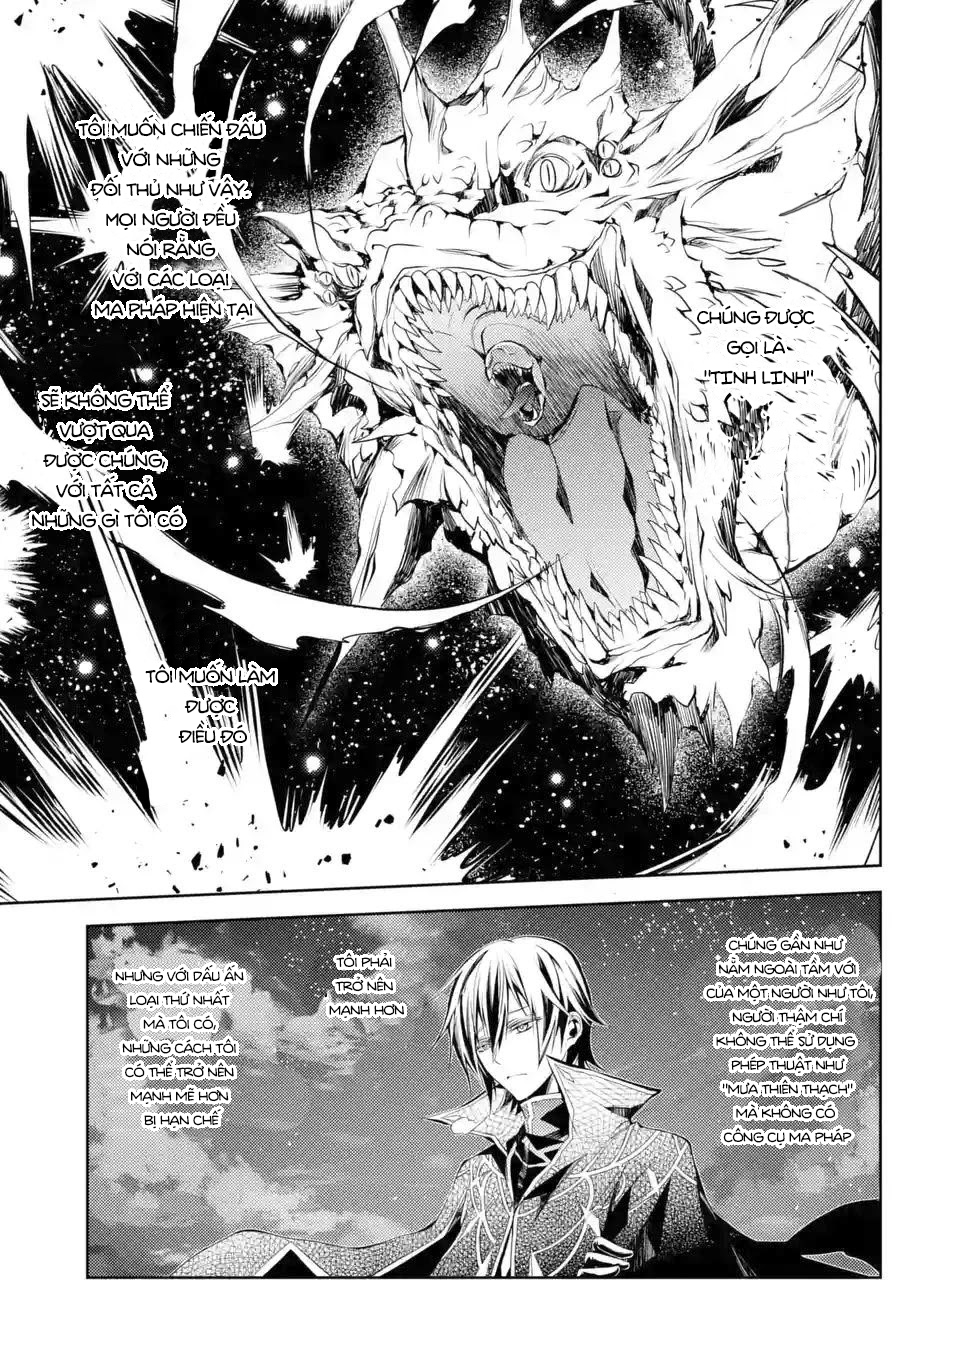 CHÚNG ĐƯỢC
GỌI LÀ
"TINH LINH"
TÔI MUỐN CHIẾN ĐẤU
VỚI NHỮNG
ĐỐI THỦ NHƯ VẬY.
MỌI NGƯỜI ĐỀU
NÓI RẰNG
VỚI CÁC LOẠI
MA PHÁP HIỆN TẠI
SẼ KHÔNG THỂ
VƯỢT QUA
ĐƯỢC CHÚNG,
VỚI TẤT CẢ
NHỮNG GÌ TÔI CÓ
TÔI MUỐN LÀM
ĐƯỢC
ĐIỀU ĐÓ
CHÚNG GẦN NHƯ
NẰM NGOÀI TẦM VỚI
CỦA MỘT NGƯỜI NHƯ TÔI,
NGƯỜI THẬM CHÍ
KHÔNG THỂ SỬ DỤNG
PHÉP THUẬT NHƯ
"MƯA THIÊN THẠCH"
MÀ KHÔNG CÓ
CÔNG CỤ MA PHÁP
TÔI PHẢI
TRỞ NÊN
MẠNH HƠN
NHƯNG VỚI DẤU ẤN
LOẠI THỨ NHẤT
MÀ TÔI CÓ,
NHỮNG CÁCH TÔI
CÓ THỂ TRỞ NÊN
MẠNH MẼ HƠN
BỊ HẠN CHẾ